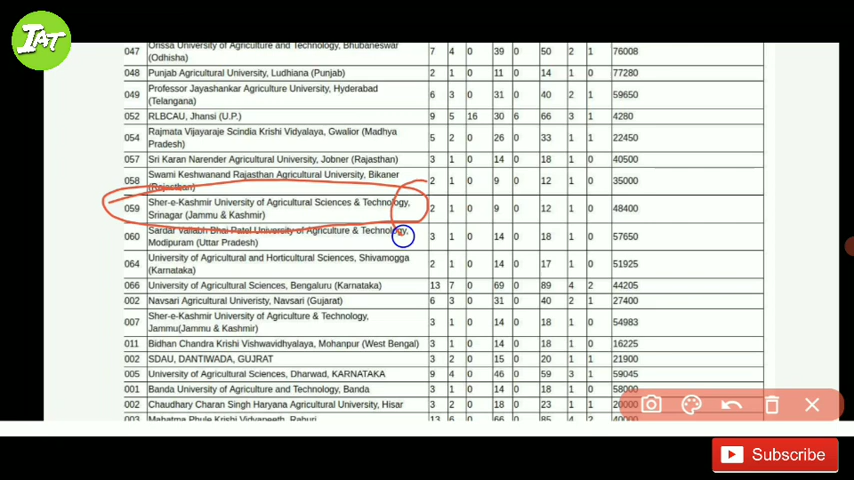 IAT
047 Orissa University of Agriculture and Technology, Bhubaneswar (Odhisha) 7 4 0 39 0 50 2 1 76008
048 Punjab Agricultural University, Ludhiana (Punjab) 2 1 0 11 0 14 1 0 77280
049 Professor Jayashankar Agriculture University, Hyderabad (Telangana) 6 3 0 31 0 40 2 1 59650
052 RLBCAU, Jhansi (U.P.) 9 5 16 30 6 66 3 1 4280
054 Rajmata Vijayaraje Scindia Krishi Vidyalaya, Gwalior (Madhya Pradesh) 5 2 0 26 0 33 1 1 22450
057 Sri Karan Narender Agricultural University, Jobner (Rajasthan) 3 1 0 14 0 18 1 0 40500
058 Swami Keshwanand Rajasthan Agricultural University, Bikaner (Rajasthan) 2 1 0 9 0 12 1 0 35000
059 Sher-e-Kashmir University of Agricultural Sciences & Technology, Srinagar (Jammu & Kashmir) 2 1 0 9 0 12 1 0 48400
060 Sardar Vallabh Bhai Patel University of Agriculture & Technology, Modipuram (Uttar Pradesh) 3 1 0 14 0 18 1 0 57650
064 University of Agricultural and Horticultural Sciences, Shivamogga (Karnataka) 2 1 0 14 0 17 1 0 51925
066 University of Agricultural Sciences, Bengaluru (Karnataka) 13 7 0 69 0 89 4 2 44205
002 Navsari Agricultural Univeristy, Navsari (Gujarat) 6 3 0 31 0 40 2 1 27400
007 Sher-e-Kashmir University of Agriculture & Technology, Jammu(Jammu & Kashmir) 3 1 0 14 0 18 1 0 54983
011 Bidhan Chandra Krishi Vishwavidhyalaya, Mohanpur (West Bengal) 3 1 0 14 0 18 1 0 16225
002 SDAU, DANTIWADA, GUJRAT 3 2 0 15 0 20 1 1 21900
005 University of Agricultural Sciences, Dharwad, KARNATAKA 9 4 0 46 0 59 3 1 59045
001 Banda University of Agriculture and Technology, Banda 3 1 0 14 0 18 1 0 58000
002 Chaudhary Charan Singh Haryana Agricultural University, Hisar 3 2 0 18 0 23 1 1 20000
003 Mahatma Phule Krishi Vidyapeeth, Rahuri 13 6 0 66 0 85 4 2 40000
Subscribe